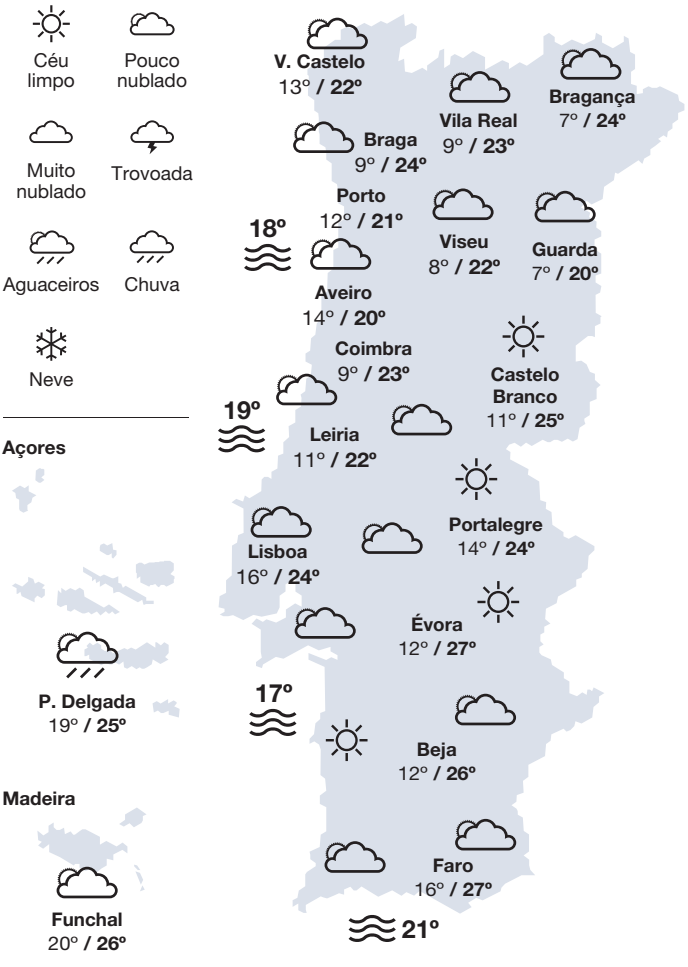 Céu
limpo
Pouco
nublado
Muito
nublado
Trovoada
Aguaceiros
Chuva
Neve
Açores
P. Delgada
19º / 25º
Madeira
Funchal
20º / 26º
V. Castelo
13º / 22º
Bragança
7º / 24º
Vila Real
9º / 23º
Braga
9º / 24º
Porto
12º / 21º
18º
Viseu
8º / 22º
Guarda
7º / 20º
Aveiro
14º / 20º
Coimbra
9º / 23º
Castelo
Branco
11º / 25º
19º
Leiria
11º / 22º
Portalegre
14º / 24º
Lisboa
16º / 24º
Évora
12º / 27º
17º
Beja
12º / 26º
Faro
16º / 27º
21º